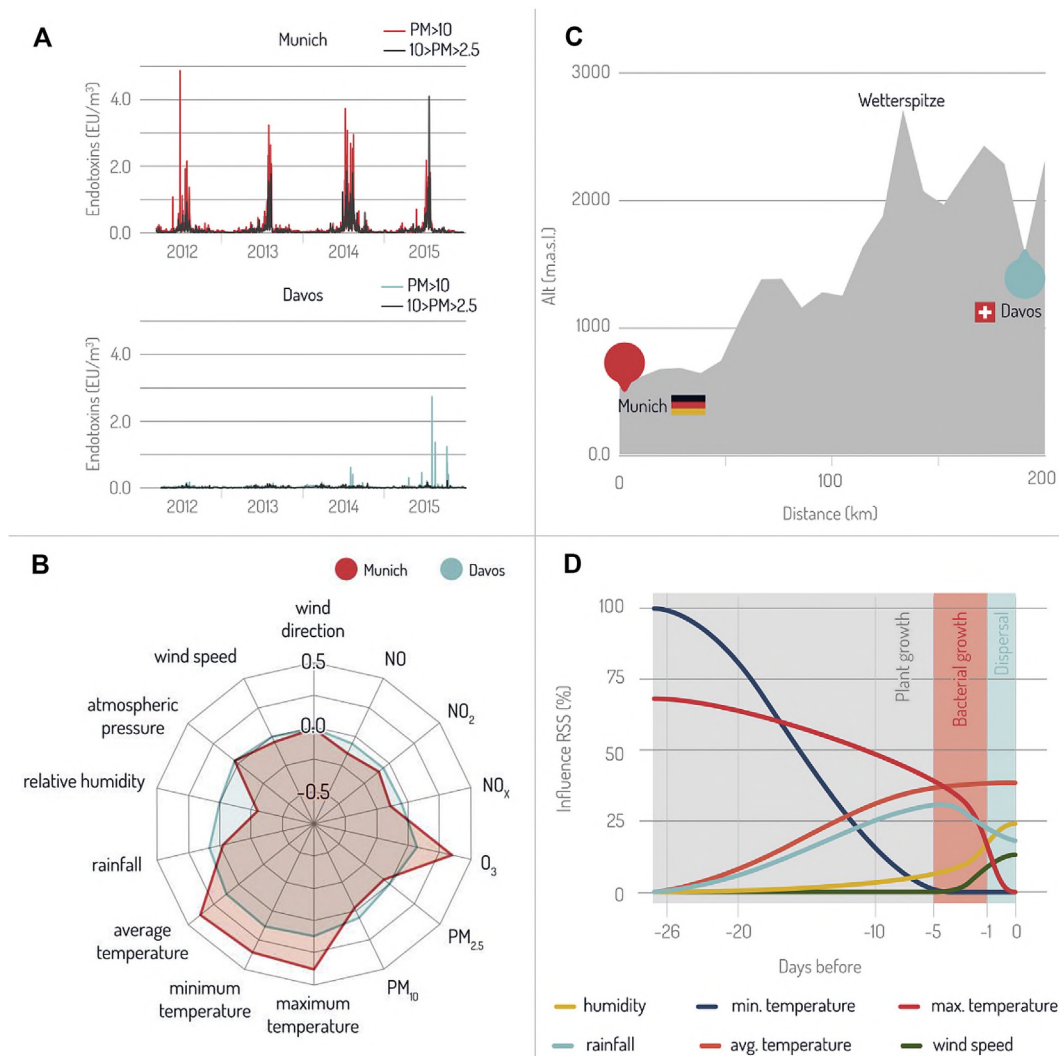 A
Munich
PM>10
10>PM>2.5
Endotoxins (EU/m³)
4.0
2.0
0.0
2012
2013
2014
2015
Davos
PM>10
10>PM>2.5
Endotoxins (EU/m³)
4.0
2.0
0.0
2012
2013
2014
2015
C
3000
2000
1000
0.0
Alt (m.a.s.l.)
Wetterspitze
Davos
Munich
0
100
200
Distance (km)
B
Munich
Davos
wind
direction
NO
NO₂
NOₓ
O₃
PM₂.₅
PM₁₀
maximum
temperature
minimum
temperature
average
temperature
rainfall
relative humidity
atmospheric
pressure
wind speed
0.5
0.0
-0.5
D
Influence RSS (%)
100
75
50
25
0
Plant growth
Bacterial growth
Dispersal
-26
-20
-10
-5
-1
0
Days before
humidity
min. temperature
max. temperature
rainfall
avg. temperature
wind speed